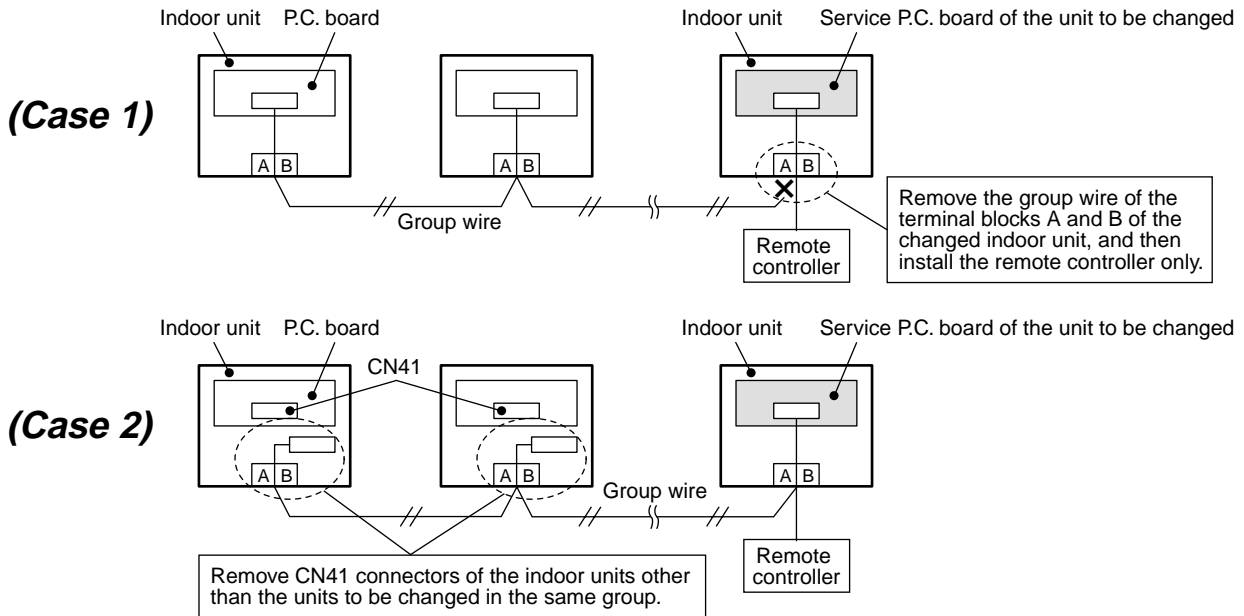 Indoor unit P.C. board Indoor unit Service P.C. board of the unit to be changed
(Case 1)
A B A B A B
Group wire
Remote
controller
Remove the group wire of the
terminal blocks A and B of the
changed indoor unit, and then
install the remote controller only.
Indoor unit P.C. board Indoor unit Service P.C. board of the unit to be changed
CN41
(Case 2)
A B A B A B
Group wire
Remote
controller
Remove CN41 connectors of the indoor units other
than the units to be changed in the same group.